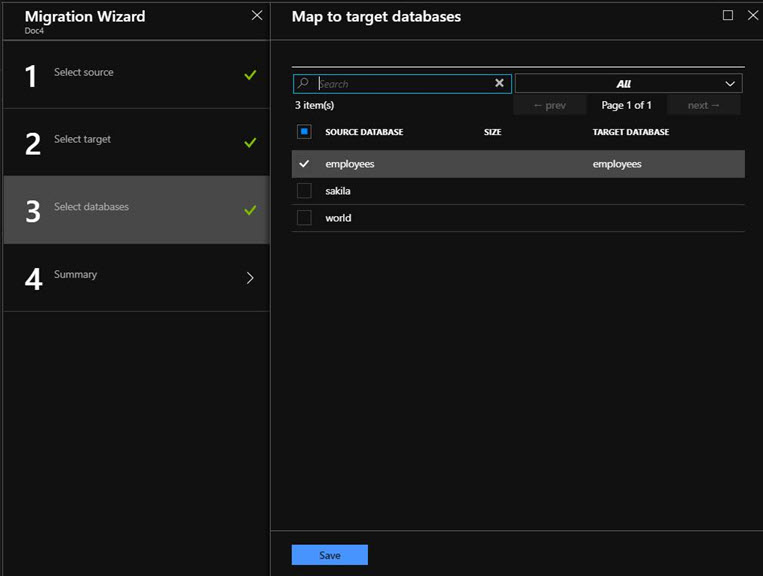 Migration Wizard
Doc4
1 Select source
2 Select target
3 Select databases
4 Summary
Map to target databases
Search
All
3 item(s)
← prev
Page 1 of 1
next →
SOURCE DATABASE SIZE TARGET DATABASE
employees employees
sakila
world
Save